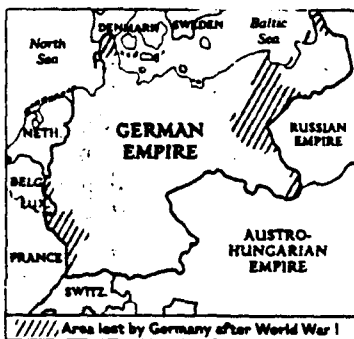 DENMARK
SWEDEN
Baltic
Sea
North
Sea
NETH.
GERMAN
EMPIRE
RUSSIAN
EMPIRE
BELG.
LUX.
AUSTRO-
HUNGARIAN
EMPIRE
FRANCE
SWITZ.
Area lost by Germany after World War I